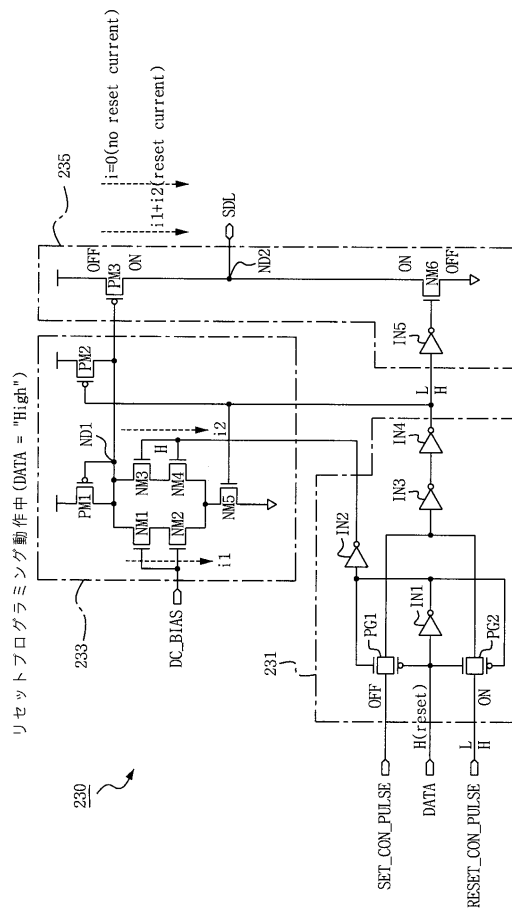 リセットプログラミング動作中(DATA = "High")
230
233
235
231
i=0(no reset current)
i1+i2(reset current)
PM1
ND1
PM2
OFF
PM3
ON
SDL
ND2
NM1
NM3
H
NM2
NM4
i1
i2
NM5
DC_BIAS
ON
NM6
OFF
IN5
L
H
IN4
IN3
IN2
PG1
OFF
IN1
PG2
ON
SET_CON_PULSE
DATA
H(reset)
RESET_CON_PULSE
L
H